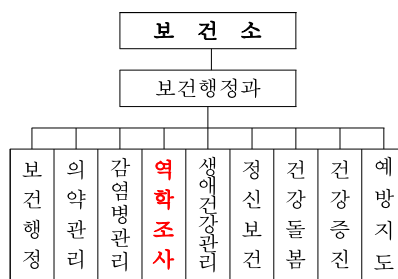 보 건 소
보건행정과
보건행정
의약관리
감염병관리
역학조사
생애건강관리
정신보건
건강돌봄
건강증진
예방지도